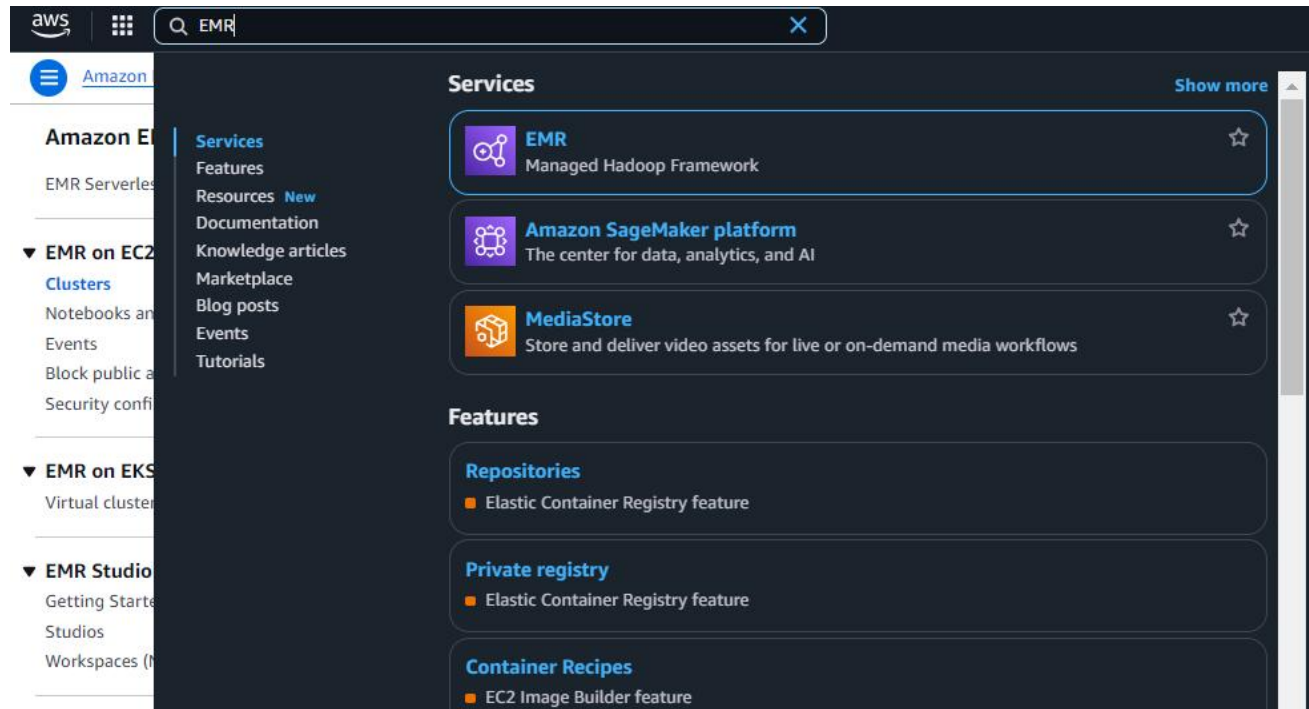 aws
EMR
Amazon
Amazon
EMR Serverles
EMR on EC2
Clusters
Notebooks an
Events
Block public a
Security confi
EMR on EKS
Virtual cluster
EMR Studio
Getting Starte
Studios
Workspaces
Services
Features
Resources New
Documentation
Knowledge articles
Marketplace
Blog posts
Events
Tutorials
Services
Show more
EMR
Managed Hadoop Framework
Amazon SageMaker platform
The center for data, analytics, and AI
MediaStore
Store and deliver video assets for live or on-demand media workflows
Features
Repositories
Elastic Container Registry feature
Private registry
Elastic Container Registry feature
Container Recipes
EC2 Image Builder feature